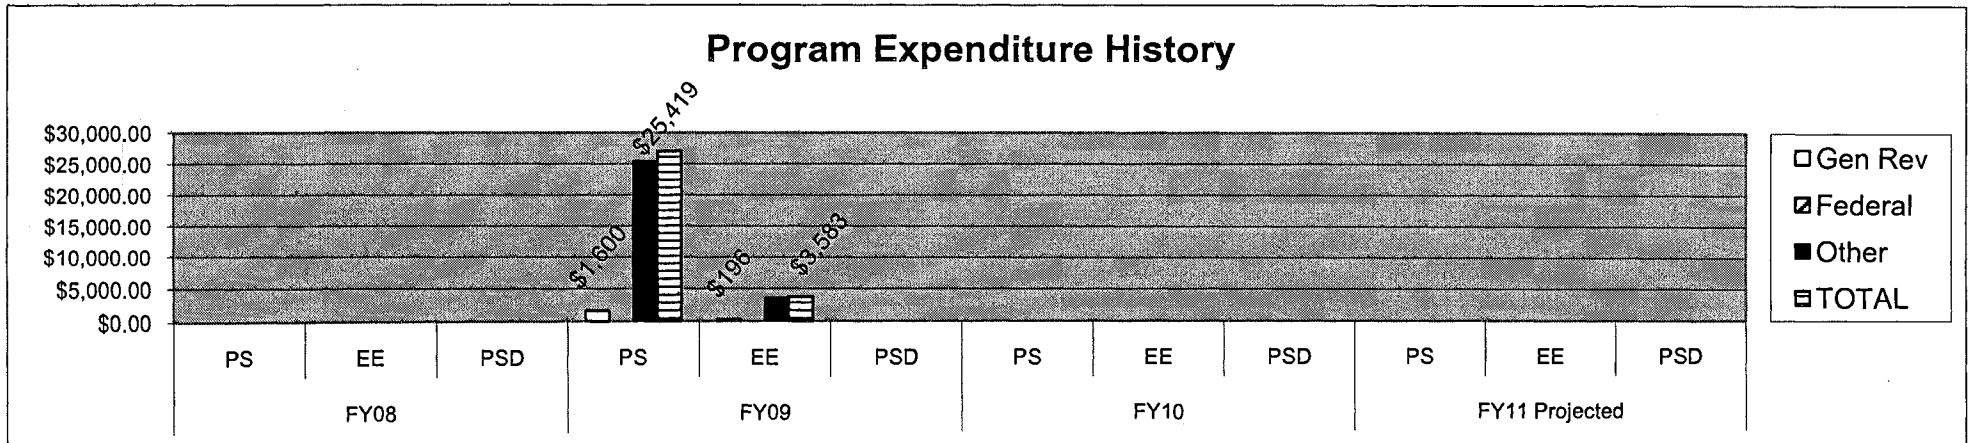 Program Expenditure History
$30,000.00
$25,000.00
$20,000.00
$15,000.00
$10,000.00
$5,000.00
$0.00
$1,600
$25,419
$196
$3,583
PS EE PSD PS EE PSD PS EE PSD PS EE PSD
FY08 FY09 FY10 FY11 Projected
Gen Rev
Federal
Other
TOTAL